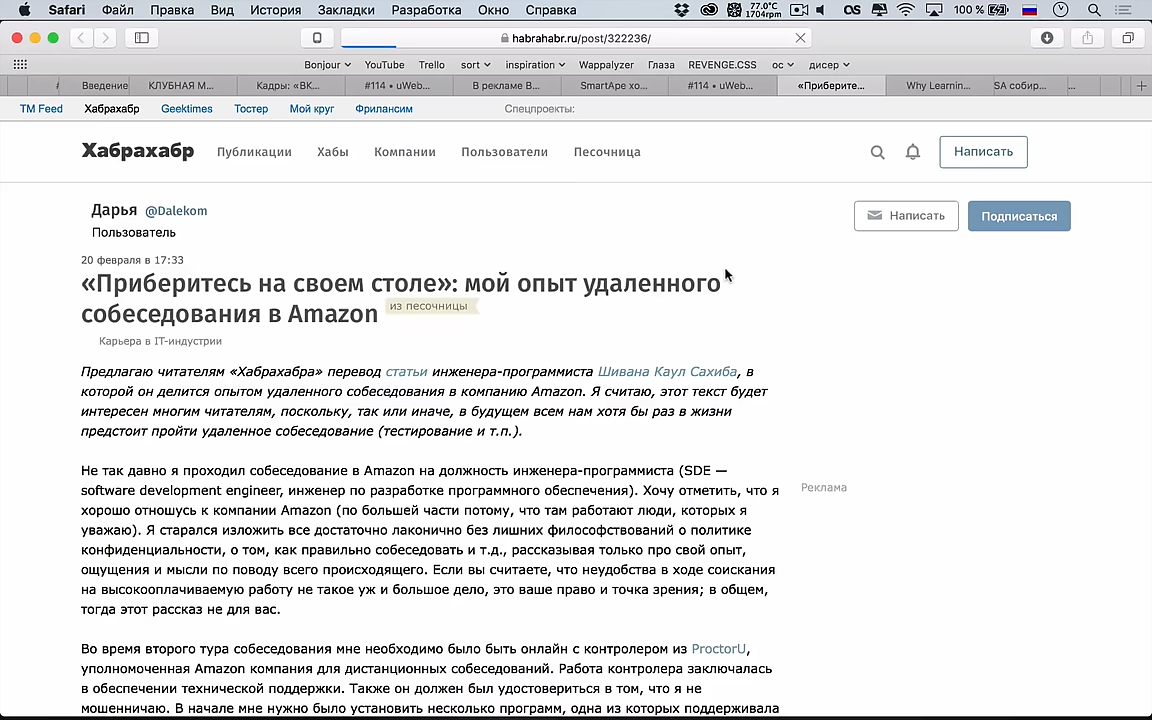 Safari Файл Правка Вид История Закладки Разработка Окно Справка 77.0°C 1704rpm 100 %
habrahabr.ru/post/322236/
Bonjour YouTube Trello sort inspiration Wappalyzer Глаза REVENGE.CSS ос дисер
Введение КЛУБНАЯ М... Кадры: «ВК... #114 • uWeb... В рекламе В... SmartApe хо... #114 • uWeb... «Приберите... Why Learnin... SA собир... ...
TM Feed Хабрахабр Geektimes Тостер Мой круг Фрилансим Спецпроекты:
Хабрахабр Публикации Хабы Компании Пользователи Песочница Написать
Дарья @Dalekom Написать Подписаться
Пользователь
20 февраля в 17:33
«Приберитесь на своем столе»: мой опыт удаленного
собеседования в Amazon из песочницы
Карьера в IT-индустрии
Предлагаю читателям «Хабрахабра» перевод статьи инженера-программиста Шивана Каул Сахиба, в
которой он делится опытом удаленного собеседования в компанию Amazon. Я считаю, этот текст будет
интересен многим читателям, поскольку, так или иначе, в будущем всем нам хотя бы раз в жизни
предстоит пройти удаленное собеседование (тестирование и т.п.).
Не так давно я проходил собеседование в Amazon на должность инженера-программиста (SDE —
software development engineer, инженер по разработке программного обеспечения). Хочу отметить, что я
хорошо отношусь к компании Amazon (по большей части потому, что там работают люди, которых я
уважаю). Я старался изложить все достаточно лаконично без лишних философствований о политике
конфиденциальности, о том, как правильно собеседовать и т.д., рассказывая только про свой опыт,
ощущения и мысли по поводу всего происходящего. Если вы считаете, что неудобства в ходе соискания
на высокооплачиваемую работу не такое уж и большое дело, это ваше право и точка зрения; в общем,
тогда этот рассказ не для вас.
Реклама
Во время второго тура собеседования мне необходимо было быть онлайн с контролером из ProctorU,
уполномоченная Amazon компания для дистанционных собеседований. Работа контролера заключалась
в обеспечении технической поддержки. Также он должен был удостовериться в том, что я не
мошенничаю. В начале мне нужно было установить несколько программ, одна из которых поддерживала